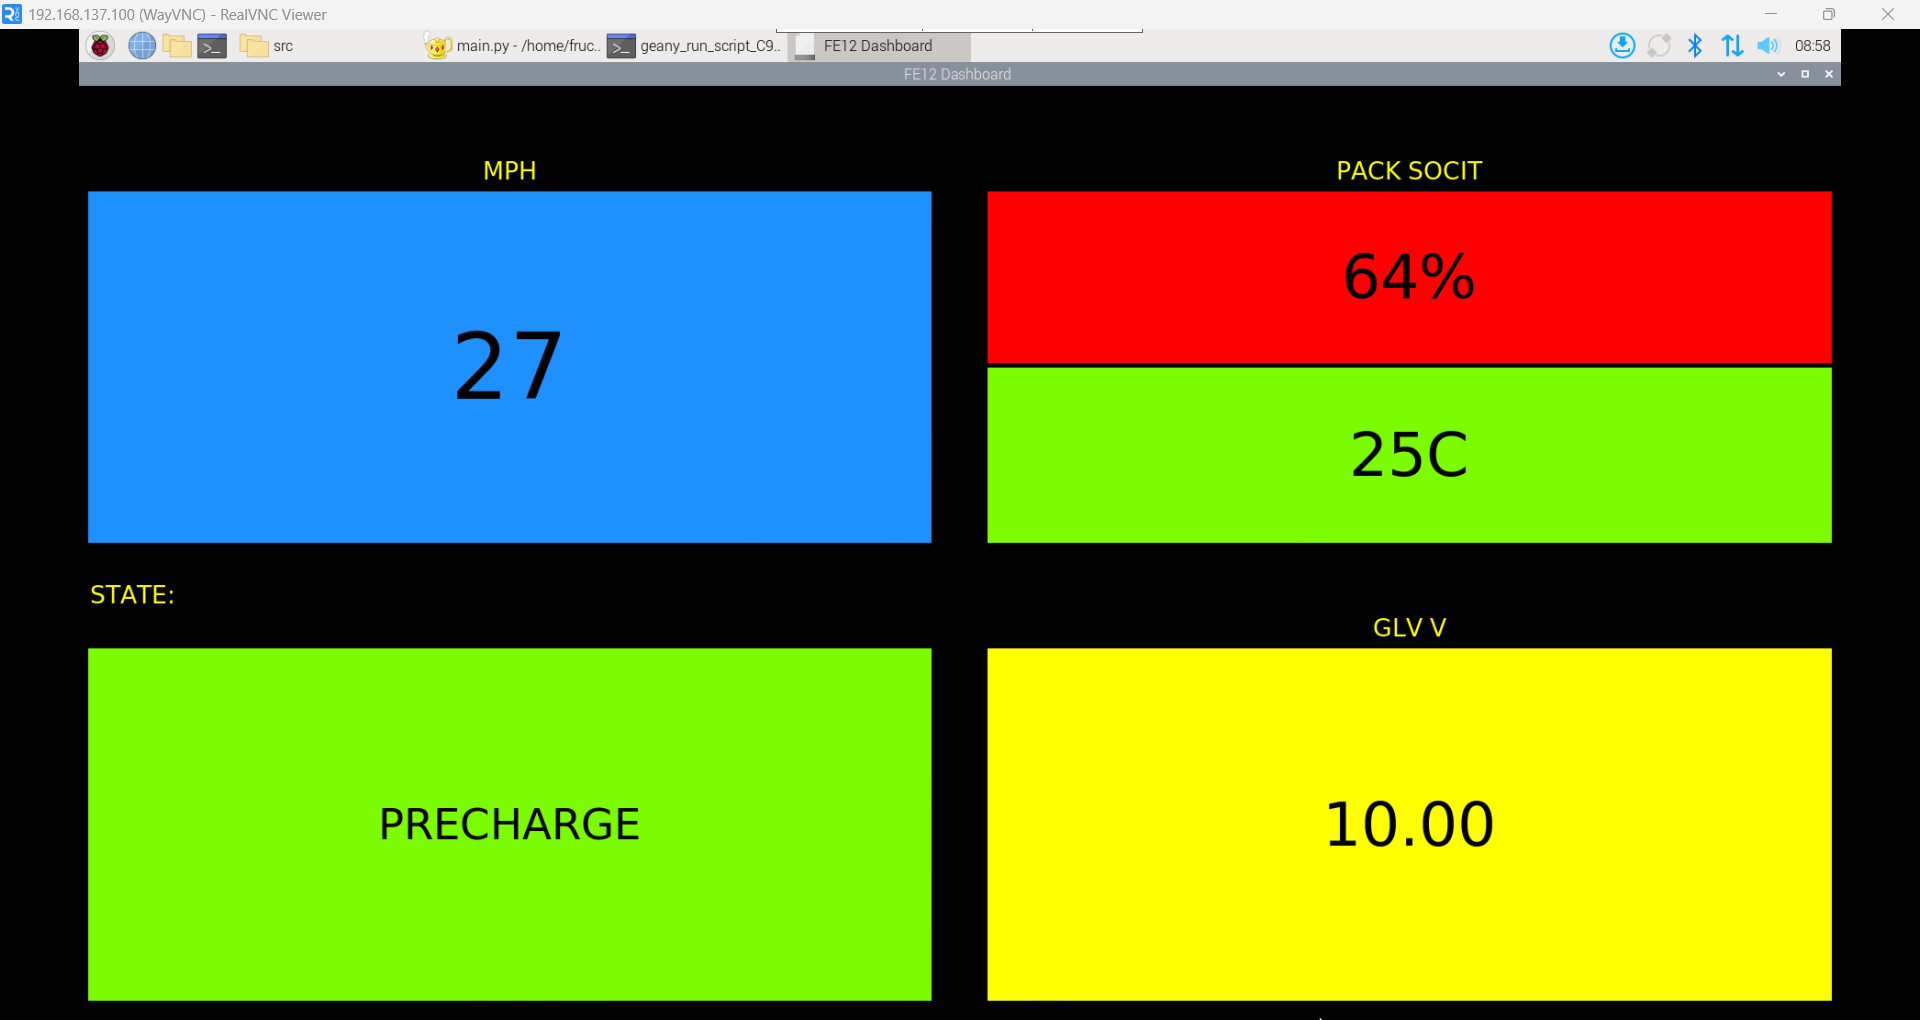 192.168.137.100 (WayVNC) - RealVNC Viewer
src
main.py - /home/fruc..
geany_run_script_C9..
FE12 Dashboard
08:58
FE12 Dashboard
MPH
27
PACK SOCIT
64%
25C
STATE:
PRECHARGE
GLV V
10.00